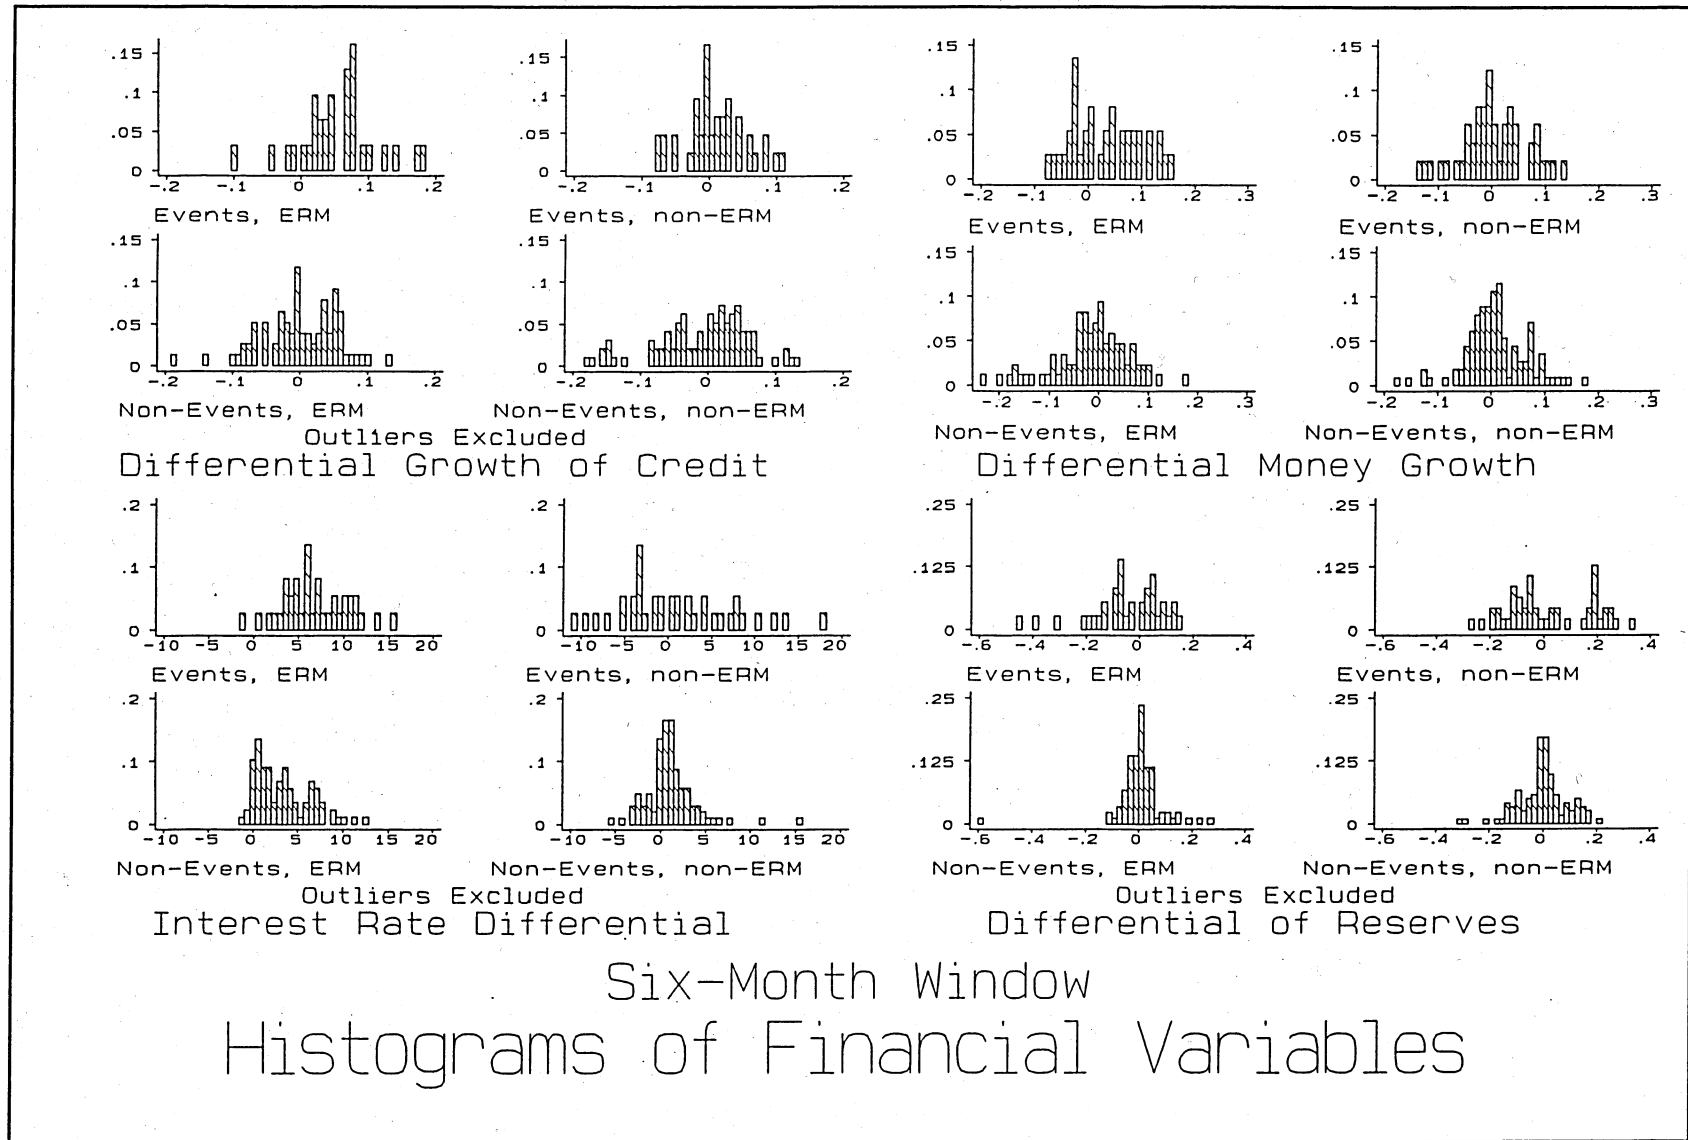 .15 .1 .05 0
-.2 -.1 0 .1 .2
Events, ERM
.15 .1 .05 0
-.2 -.1 0 .1 .2
Events, non-ERM
.15 .1 .05 0
-.2 -.1 0 .1 .2
Non-Events, ERM
.15 .1 .05 0
-.2 -.1 0 .1 .2
Non-Events, non-ERM
Outliers Excluded
Differential Growth of Credit
.15 .1 .05 0
-.2 -.1 0 .1 .2 .3
Events, ERM
.15 .1 .05 0
-.2 -.1 0 .1 .2 .3
Events, non-ERM
.15 .1 .05 0
-.2 -.1 0 .1 .2 .3
Non-Events, ERM
.15 .1 .05 0
-.2 -.1 0 .1 .2 .3
Non-Events, non-ERM
Differential Money Growth
.2 .1 0
-10 -5 0 5 10 15 20
Events, ERM
.2 .1 0
-10 -5 0 5 10 15 20
Events, non-ERM
.2 .1 0
-10 -5 0 5 10 15 20
Non-Events, ERM
.2 .1 0
-10 -5 0 5 10 15 20
Non-Events, non-ERM
Outliers Excluded
Interest Rate Differential
.25 .125 0
-.6 -.4 -.2 0 .2 .4
Events, ERM
.25 .125 0
-.6 -.4 -.2 0 .2 .4
Events, non-ERM
.25 .125 0
-.6 -.4 -.2 0 .2 .4
Non-Events, ERM
.25 .125 0
-.6 -.4 -.2 0 .2 .4
Non-Events, non-ERM
Outliers Excluded
Differential of Reserves
Six-Month Window
Histograms of Financial Variables